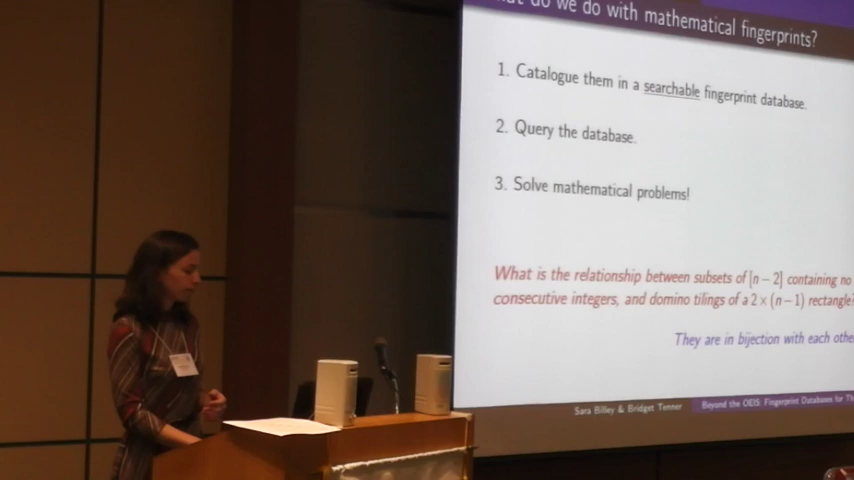 do we do with mathematical fingerprints?
1. Catalogue them in a searchable fingerprint database.
2. Query the database.
3. Solve mathematical problems!
What is the relationship between subsets of [n − 2] containing no
consecutive integers, and domino tilings of a 2 × (n − 1) rectangle?
They are in bijection with each othe
Sara Billey & Bridget Tenner
Beyond the OEIS: Fingerprint Databases for Th